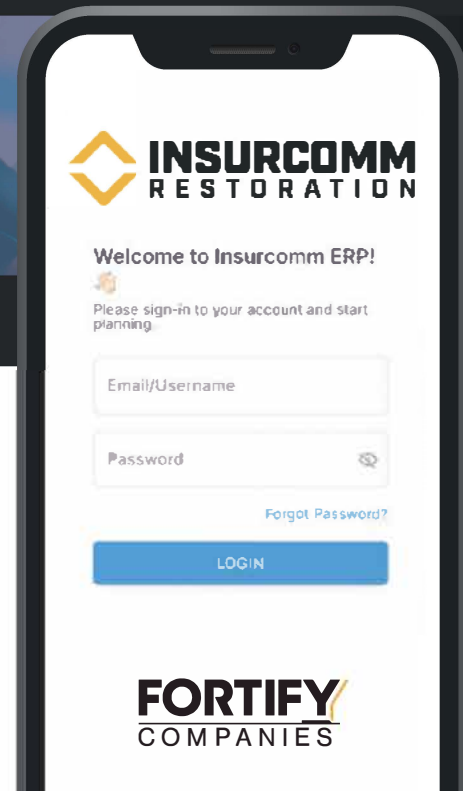 INSURCOMM
RESTORATION
Welcome to Insurcomm ERP!
Please sign-in to your account and start
planning
Email/Username
Password
Forgot Password?
LOGIN
FORTIFY
COMPANIES